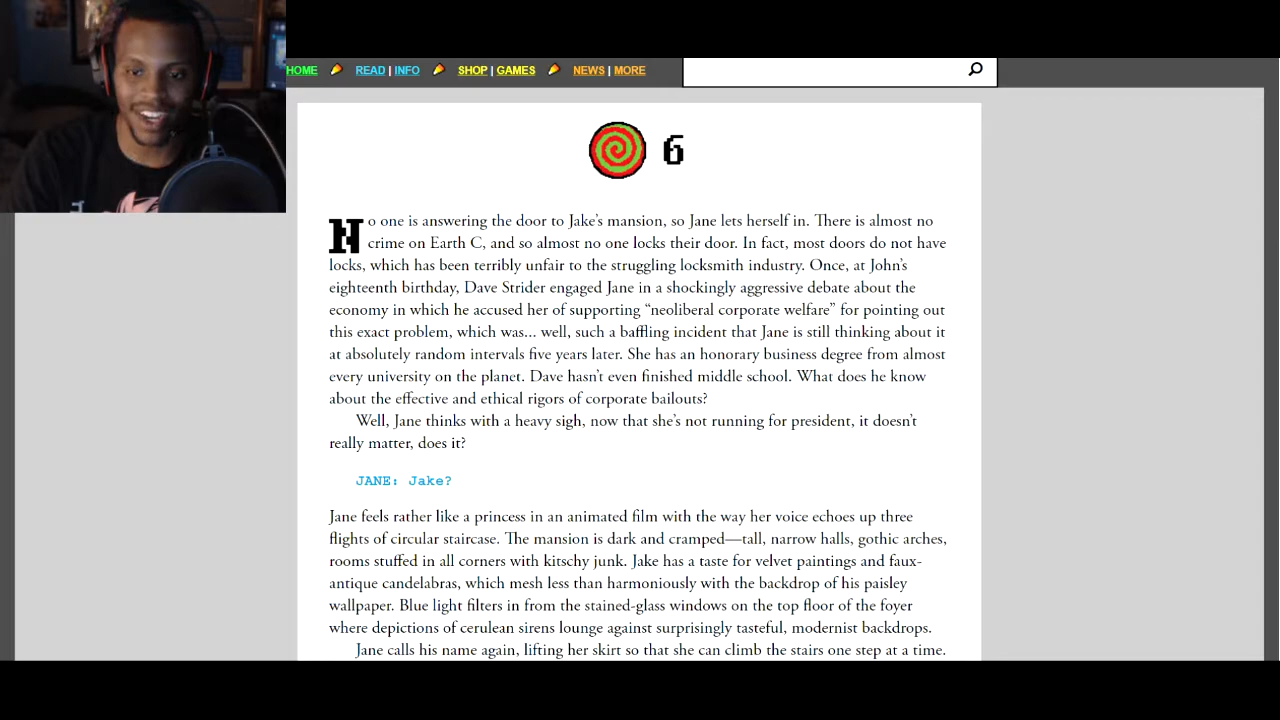 HOME READ | INFO SHOP | GAMES NEWS | MORE
6
No one is answering the door to Jake’s mansion, so Jane lets herself in. There is almost no
crime on Earth C, and so almost no one locks their door. In fact, most doors do not have
locks, which has been terribly unfair to the struggling locksmith industry. Once, at John’s
eighteenth birthday, Dave Strider engaged Jane in a shockingly aggressive debate about the
economy in which he accused her of supporting “neoliberal corporate welfare” for pointing out
this exact problem, which was... well, such a baffling incident that Jane is still thinking about it
at absolutely random intervals five years later. She has an honorary business degree from almost
every university on the planet. Dave hasn’t even finished middle school. What does he know
about the effective and ethical rigors of corporate bailouts?
Well, Jane thinks with a heavy sigh, now that she’s not running for president, it doesn’t
really matter, does it?
JANE: Jake?
Jane feels rather like a princess in an animated film with the way her voice echoes up three
flights of circular staircase. The mansion is dark and cramped—tall, narrow halls, gothic arches,
rooms stuffed in all corners with kitschy junk. Jake has a taste for velvet paintings and faux-
antique candelabras, which mesh less than harmoniously with the backdrop of his paisley
wallpaper. Blue light filters in from the stained-glass windows on the top floor of the foyer
where depictions of cerulean sirens lounge against surprisingly tasteful, modernist backdrops.
Jane calls his name again, lifting her skirt so that she can climb the stairs one step at a time.